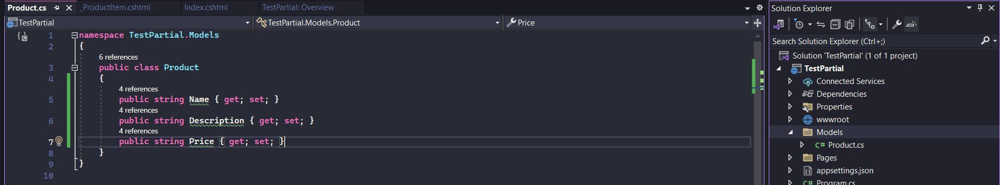 Product.cs
_ProductItem.cshtml
Index.cshtml
TestPartial: Overview
TestPartial
TestPartial.Models.Product
Price
1 namespace TestPartial.Models
2 {
6 references
3 public class Product
4 {
4 references
5 public string Name { get; set; }
4 references
6 public string Description { get; set; }
4 references
7 public string Price { get; set; }
8 }
9 }
10
Solution Explorer
Search Solution Explorer (Ctrl+;)
Solution 'TestPartial' (1 of 1 project)
TestPartial
Connected Services
Dependencies
Properties
wwwroot
Models
C# Product.cs
Pages
appsettings.json
C# Program.cs